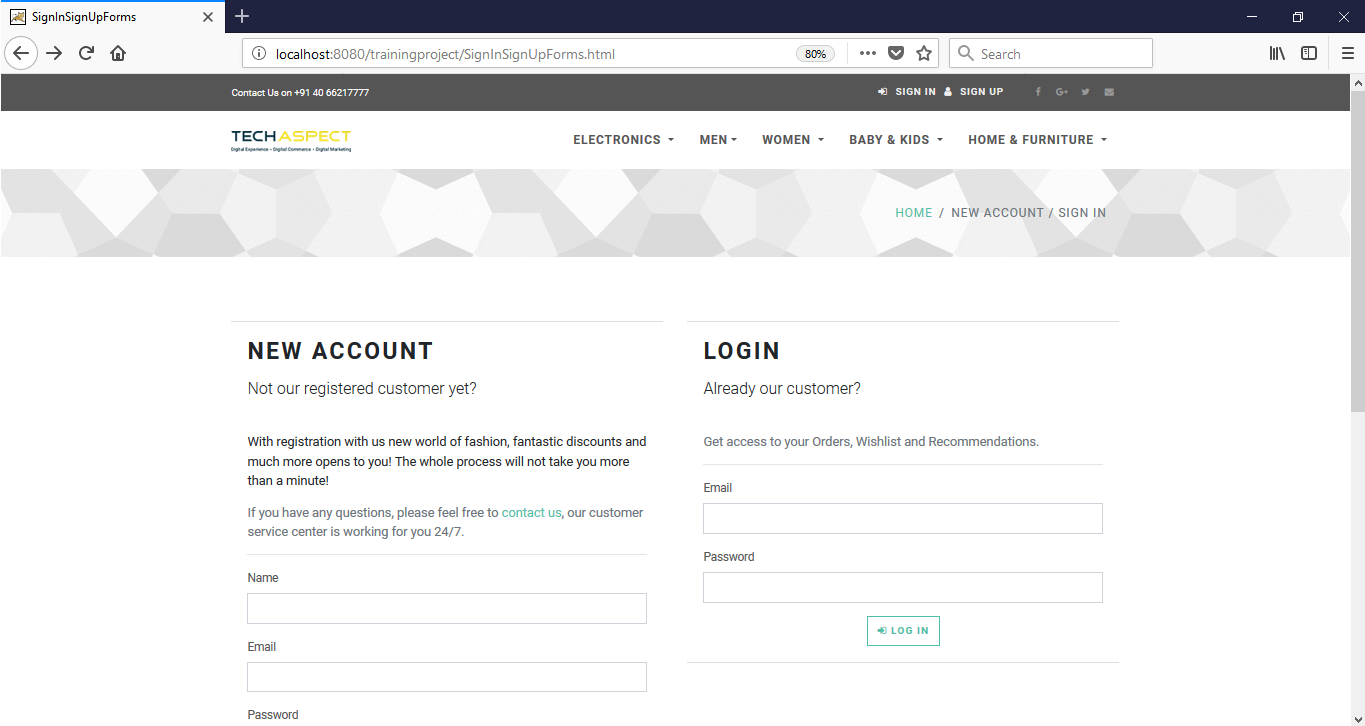 SignInSignUpForms
localhost:8080/trainingproject/SignInSignUpForms.html
80%
Search
Contact Us on +91 40 66217777
SIGN IN
SIGN UP
TECH ASPECT
Digital Experience • Digital Commerce • Digital Marketing
ELECTRONICS
MEN
WOMEN
BABY & KIDS
HOME & FURNITURE
HOME / NEW ACCOUNT / SIGN IN
NEW ACCOUNT
Not our registered customer yet?
With registration with us new world of fashion, fantastic discounts and
much more opens to you! The whole process will not take you more
than a minute!
If you have any questions, please feel free to contact us, our customer
service center is working for you 24/7.
Name
Email
Password
LOGIN
Already our customer?
Get access to your Orders, Wishlist and Recommendations.
Email
Password
LOG IN